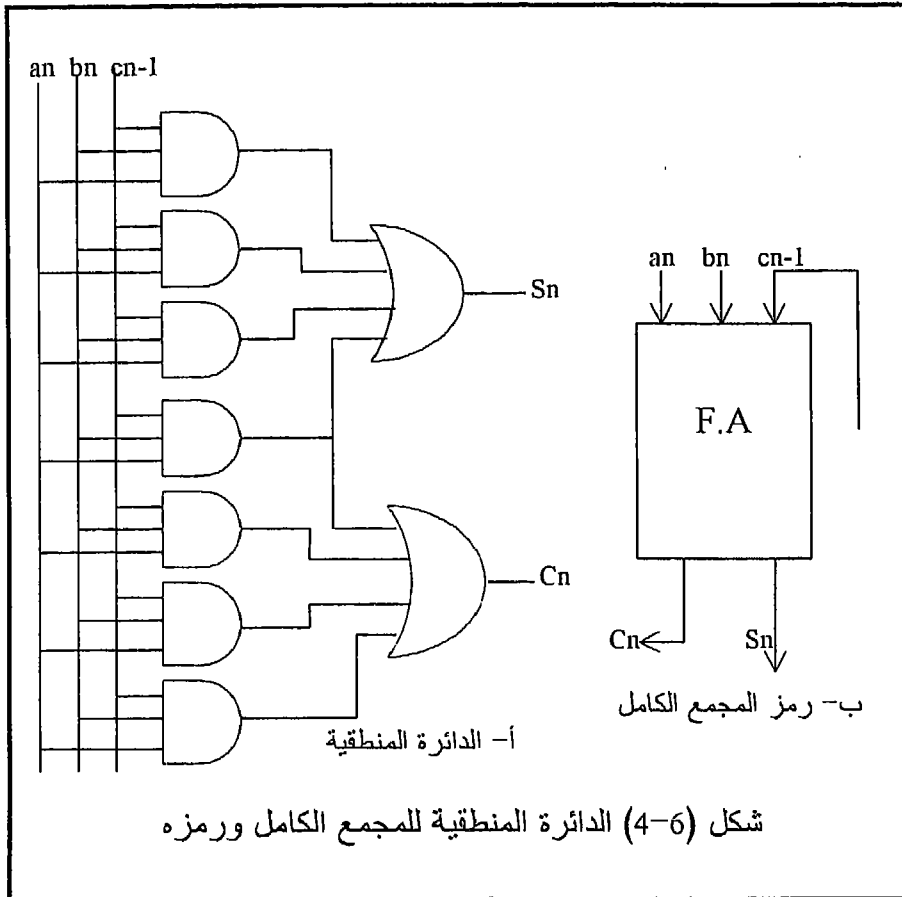 an bn cn-1
Sn
Cn
أ- الدائرة المنطقية
an bn cn-1
F.A
Cn Sn
ب- رمز المجمع الكامل
شكل (6-4) الدائرة المنطقية للمجمع الكامل ورمزه